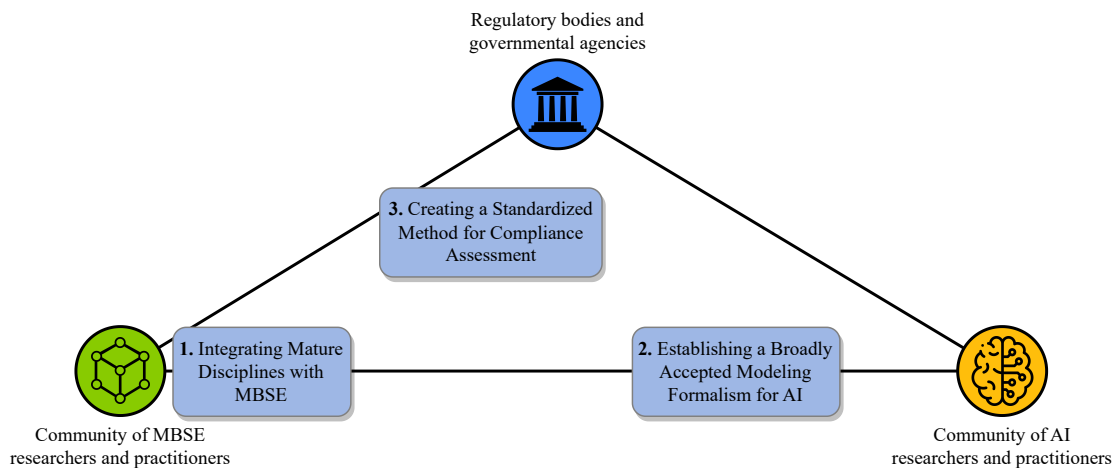 Regulatory bodies and
governmental agencies
3. Creating a Standardized
Method for Compliance
Assessment
1. Integrating Mature
Disciplines with
MBSE
2. Establishing a Broadly
Accepted Modeling
Formalism for AI
Community of MBSE
researchers and practitioners
Community of AI
researchers and practitioners